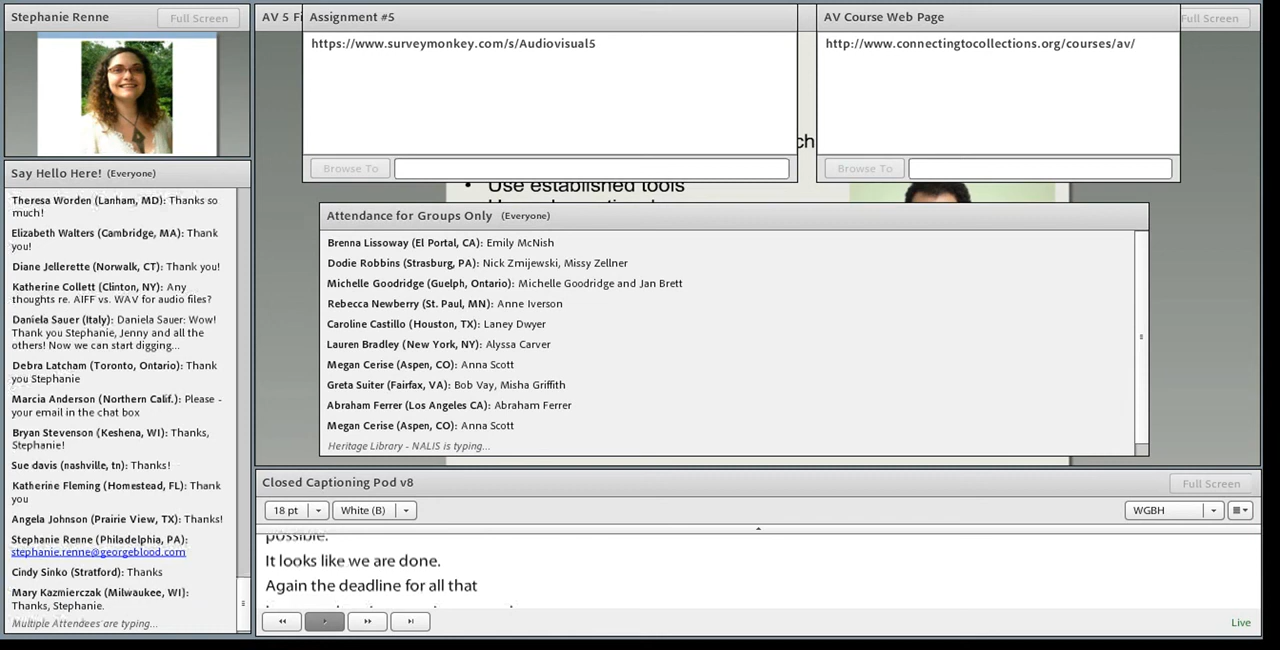 Stephanie Renne
Full Screen
Say Hello Here! (Everyone)
Theresa Worden (Lanham, MD): Thanks so
much!
Elizabeth Walters (Cambridge, MA): Thank
you!
Diane Jellerette (Norwalk, CT): Thank you!
Katherine Collett (Clinton, NY): Any
thoughts re. AIFF vs. WAV for audio files?
Daniela Sauer (Italy): Daniela Sauer: Wow!
Thank you Stephanie, Jenny and all the
others! Now we can start digging...
Debra Latcham (Toronto, Ontario): Thank
you Stephanie
Marcia Anderson (Northern Calif.): Please -
your email in the chat box
Bryan Stevenson (Keshena, WI): Thanks,
Stephanie!
Sue davis (nashville, tn): Thanks!
Katherine Fleming (Homestead, FL): Thank
you
Angela Johnson (Prairie View, TX): Thanks!
Stephanie Renne (Philadelphia, PA):
stephanie.renne@georgeblood.com
Cindy Sinko (Stratford): Thanks
Mary Kazmierczak (Milwaukee, WI):
Thanks, Stephanie.
Multiple Attendees are typing...
AV 5 Fi
Assignment #5
https://www.surveymonkey.com/s/Audiovisual5
Browse To
AV Course Web Page
Full Screen
http://www.connectingtocollections.org/courses/av/
Browse To
ch
• Use established tools
Attendance for Groups Only (Everyone)
Brenna Lissoway (El Portal, CA): Emily McNish
Dodie Robbins (Strasburg, PA): Nick Zmijewski, Missy Zellner
Michelle Goodridge (Guelph, Ontario): Michelle Goodridge and Jan Brett
Rebecca Newberry (St. Paul, MN): Anne Iverson
Caroline Castillo (Houston, TX): Laney Dwyer
Lauren Bradley (New York, NY): Alyssa Carver
Megan Cerise (Aspen, CO): Anna Scott
Greta Suiter (Fairfax, VA): Bob Vay, Misha Griffith
Abraham Ferrer (Los Angeles CA): Abraham Ferrer
Megan Cerise (Aspen, CO): Anna Scott
Heritage Library - NALIS is typing...
Closed Captioning Pod v8
Full Screen
18 pt
White (B)
WGBH
possible.
It looks like we are done.
Again the deadline for all that
Live